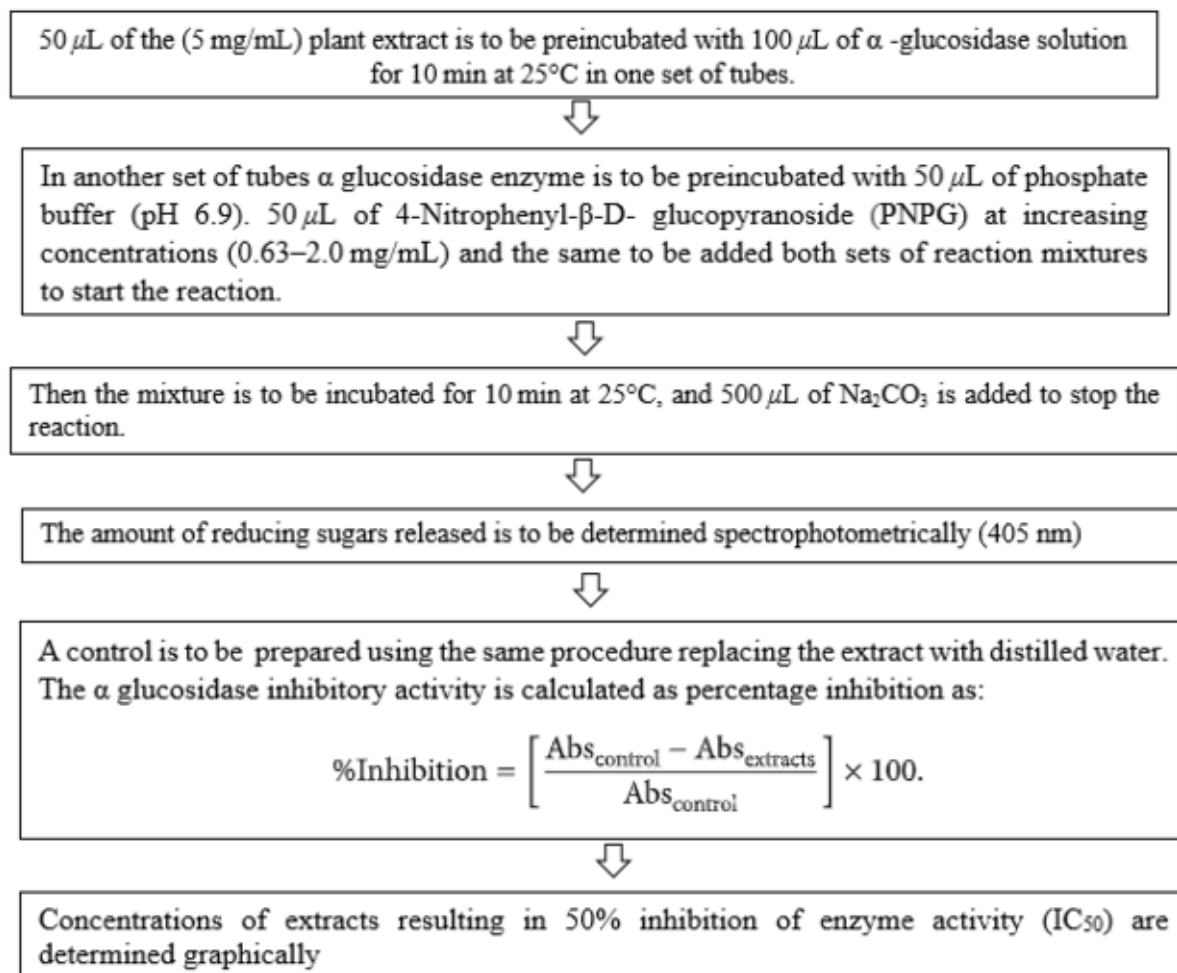 50 μL of the (5 mg/mL) plant extract is to be preincubated with 100 μL of α -glucosidase solution
for 10 min at 25°C in one set of tubes.
In another set of tubes α glucosidase enzyme is to be preincubated with 50 μL of phosphate
buffer (pH 6.9). 50 μL of 4-Nitrophenyl-β-D- glucopyranoside (PNPG) at increasing
concentrations (0.63–2.0 mg/mL) and the same to be added both sets of reaction mixtures
to start the reaction.
Then the mixture is to be incubated for 10 min at 25°C, and 500 μL of Na₂CO₃ is added to stop the
reaction.
The amount of reducing sugars released is to be determined spectrophotometrically (405 nm)
A control is to be prepared using the same procedure replacing the extract with distilled water.
The α glucosidase inhibitory activity is calculated as percentage inhibition as:
%Inhibition = [ (Abs_control − Abs_extracts) / Abs_control ] × 100.
Concentrations of extracts resulting in 50% inhibition of enzyme activity (IC₅₀) are
determined graphically